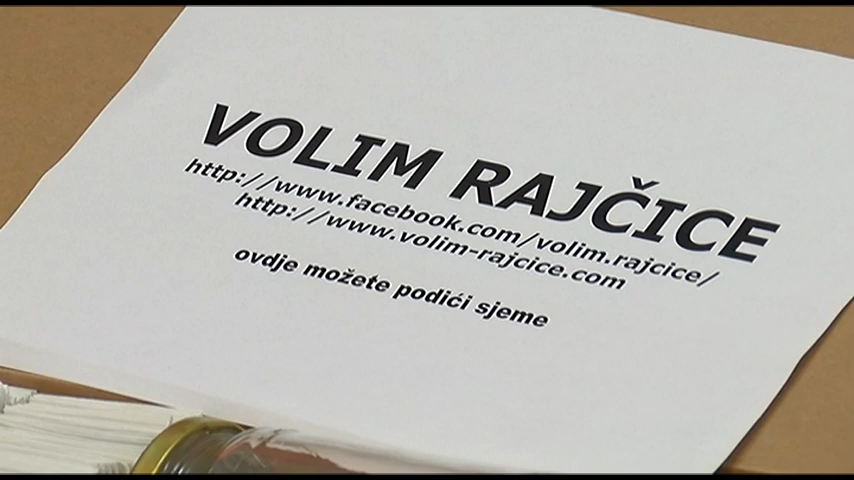 VOLIM RAJČICE
http://www.facebook.com/volim.rajcice/
http://www.volim-rajcice.com
ovdje možete podići sjeme